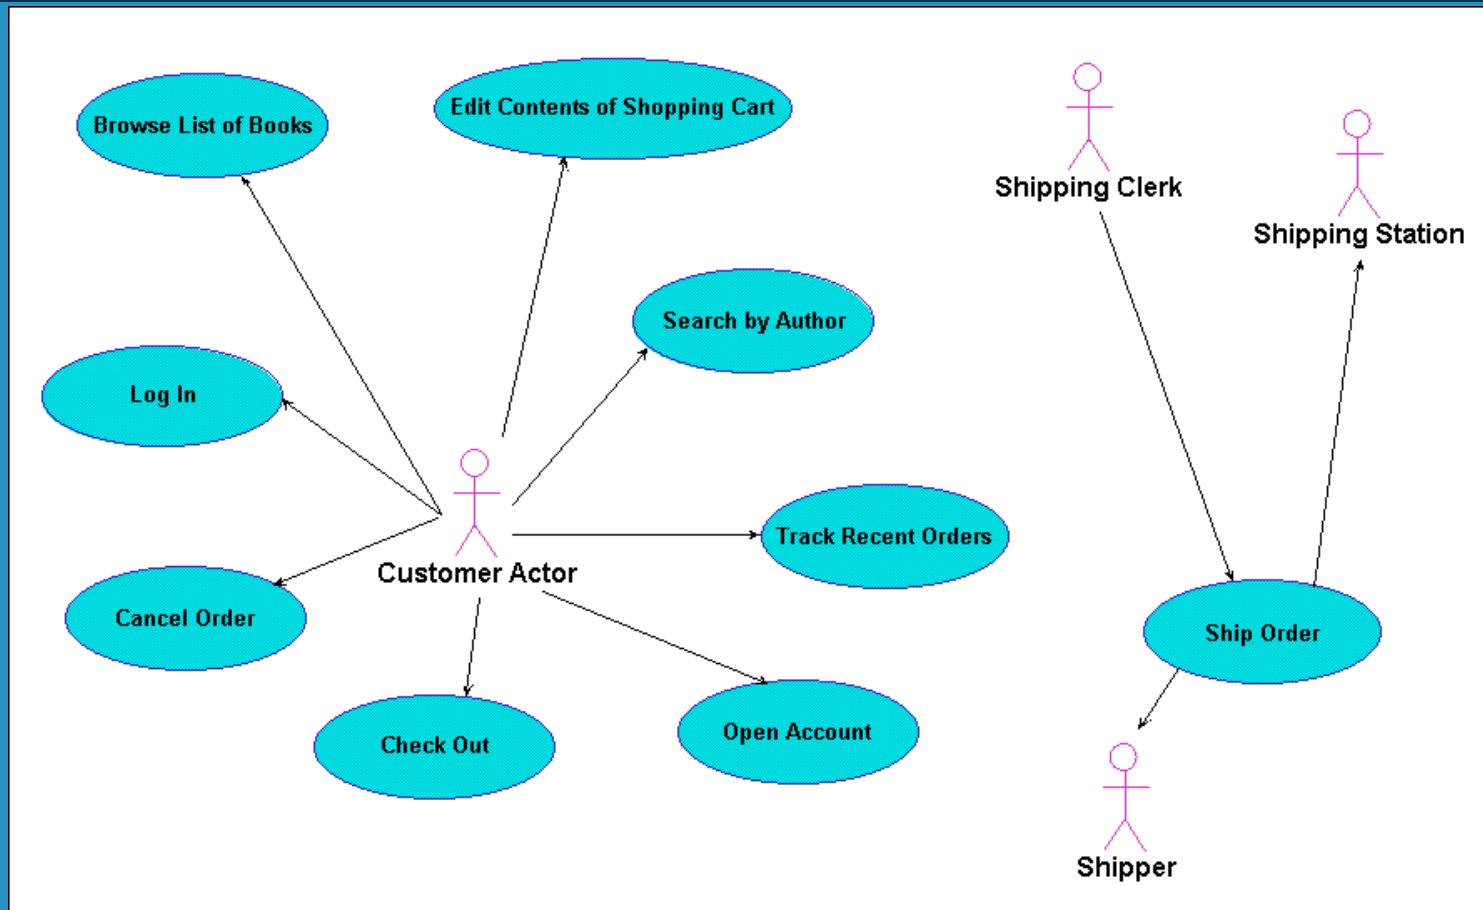 Browse List of Books
Edit Contents of Shopping Cart
Shipping Clerk
Shipping Station
Search by Author
Log In
Track Recent Orders
Customer Actor
Cancel Order
Ship Order
Check Out
Open Account
Shipper